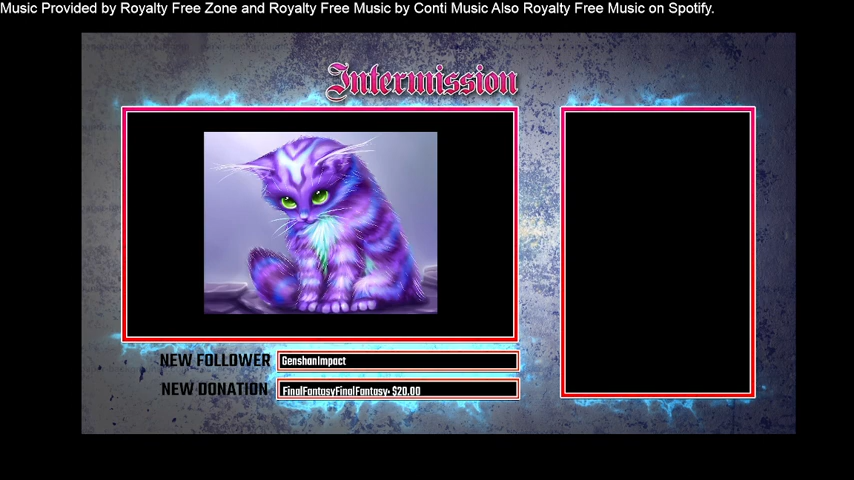 Music Provided by Royalty Free Zone and Royalty Free Music by Conti Music Also Royalty Free Music on Spotify.
Intermission
NEW FOLLOWER GenshanImpact
NEW DONATION FinalFantasyFinalFantasy• $20.00